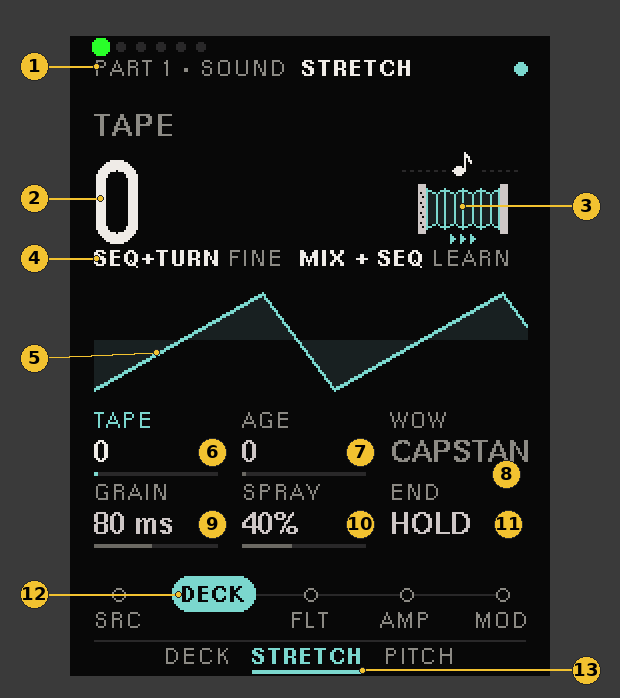 1 PART 1 · SOUND STRETCH
TAPE
2 0 3
4 SEQ+TURN FINE MIX + SEQ LEARN
5
TAPE AGE WOW
0 6 0 7 CAPSTAN
8
GRAIN SPRAY END
80 ms 9 40% 10 HOLD 11
12 DECK
SRC FLT AMP MOD
DECK STRETCH PITCH
13